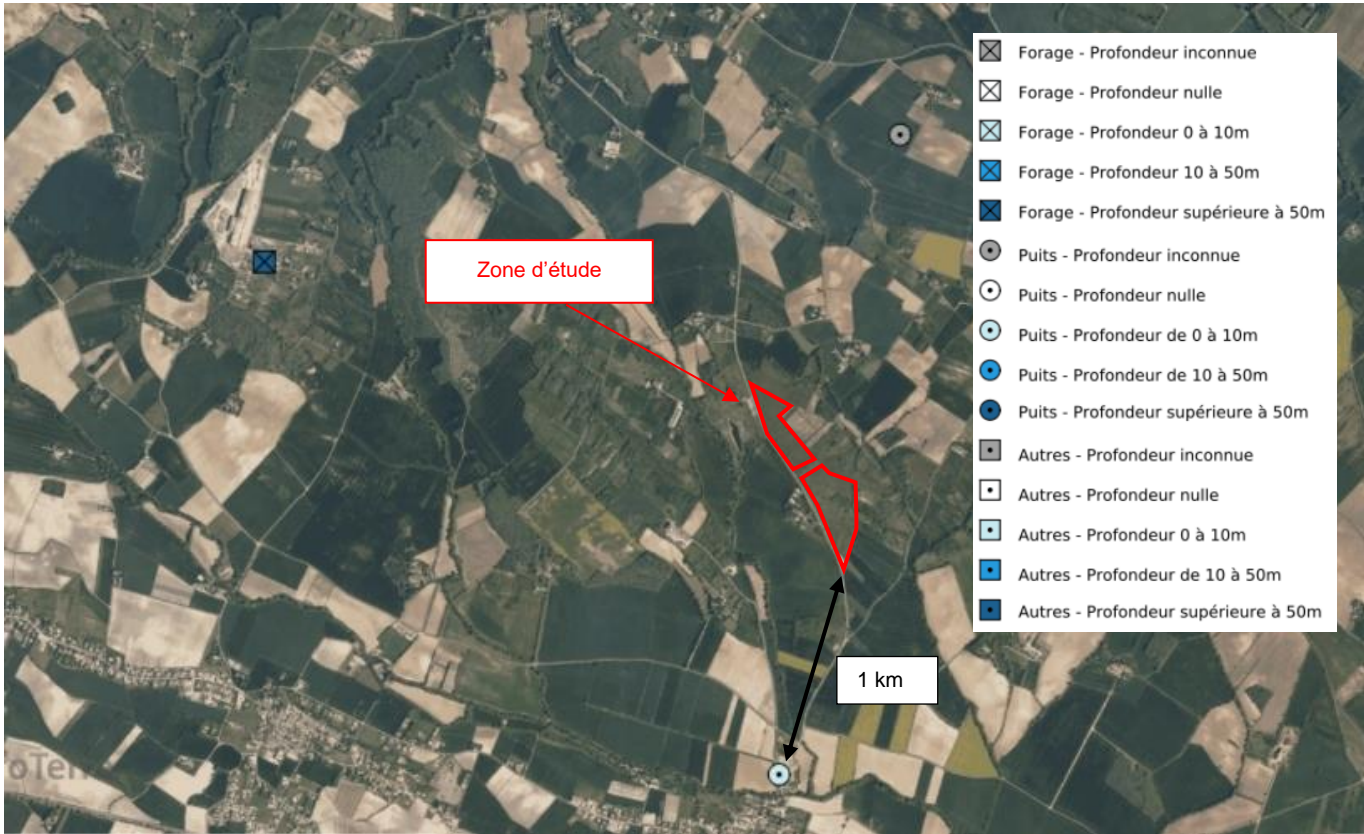 Forage - Profondeur inconnue
Forage - Profondeur nulle
Forage - Profondeur 0 à 10m
Forage - Profondeur 10 à 50m
Forage - Profondeur supérieure à 50m
Puits - Profondeur inconnue
Puits - Profondeur nulle
Puits - Profondeur de 0 à 10m
Puits - Profondeur de 10 à 50m
Puits - Profondeur supérieure à 50m
Autres - Profondeur inconnue
Autres - Profondeur nulle
Autres - Profondeur 0 à 10m
Autres - Profondeur de 10 à 50m
Autres - Profondeur supérieure à 50m
Zone d'étude
1 km